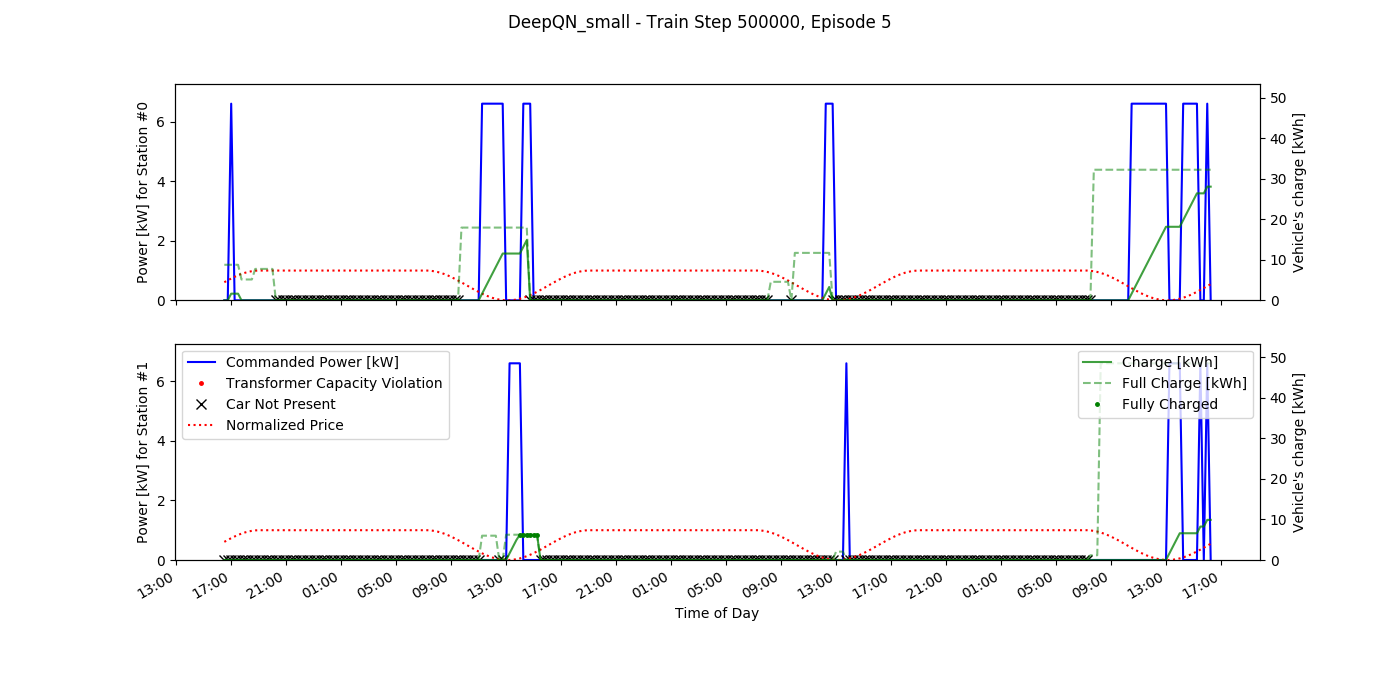 DeepQN_small - Train Step 500000, Episode 5
Power [kW] for Station #0
6
4
2
0
50
40
30
20
10
0
Vehicle's charge [kWh]
Power [kW] for Station #1
6
4
2
0
Commanded Power [kW]
Transformer Capacity Violation
Car Not Present
Normalized Price
Charge [kWh]
Full Charge [kWh]
Fully Charged
50
40
30
20
10
0
Vehicle's charge [kWh]
13:00 17:00 21:00 01:00 05:00 09:00 13:00 17:00 21:00 01:00 05:00 09:00 13:00 17:00 21:00 01:00 05:00 09:00 13:00 17:00
Time of Day